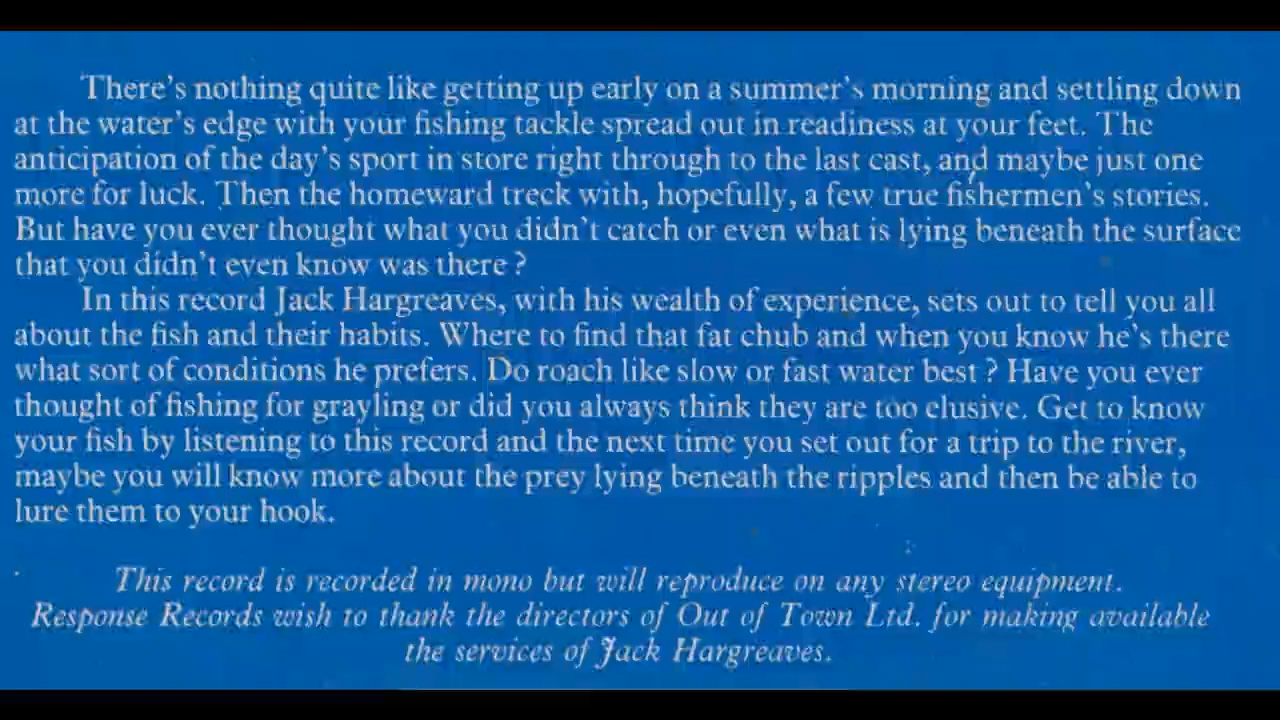 There's nothing quite like getting up early on a summer's morning and settling down
at the water's edge with your fishing tackle spread out in readiness at your feet. The
anticipation of the day's sport in store right through to the last cast, and maybe just one
more for luck. Then the homeward treck with, hopefully, a few true fishermen's stories.
But have you ever thought what you didn't catch or even what is lying beneath the surface
that you didn't even know was there ?
In this record Jack Hargreaves, with his wealth of experience, sets out to tell you all
about the fish and their habits. Where to find that fat chub and when you know he's there
what sort of conditions he prefers. Do roach like slow or fast water best ? Have you ever
thought of fishing for grayling or did you always think they are too elusive. Get to know
your fish by listening to this record and the next time you set out for a trip to the river,
maybe you will know more about the prey lying beneath the ripples and then be able to
lure them to your hook.
This record is recorded in mono but will reproduce on any stereo equipment.
Response Records wish to thank the directors of Out of Town Ltd. for making available
the services of Jack Hargreaves.